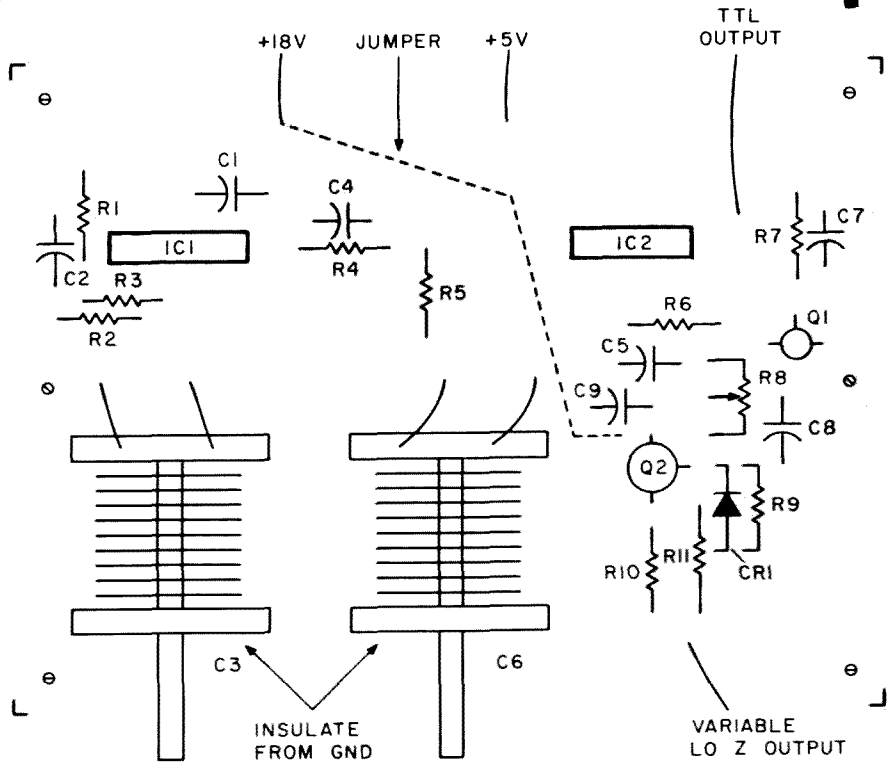 TTL
OUTPUT
+18V
JUMPER
+5V
C1
C4
R1
IC1
C2
R3
R2
R4
R5
IC2
R7
C7
R6
Q1
C5
R8
C9
C8
Q2
R9
R10
R11
CR1
C3
C6
INSULATE
FROM GND
VARIABLE
LO Z OUTPUT